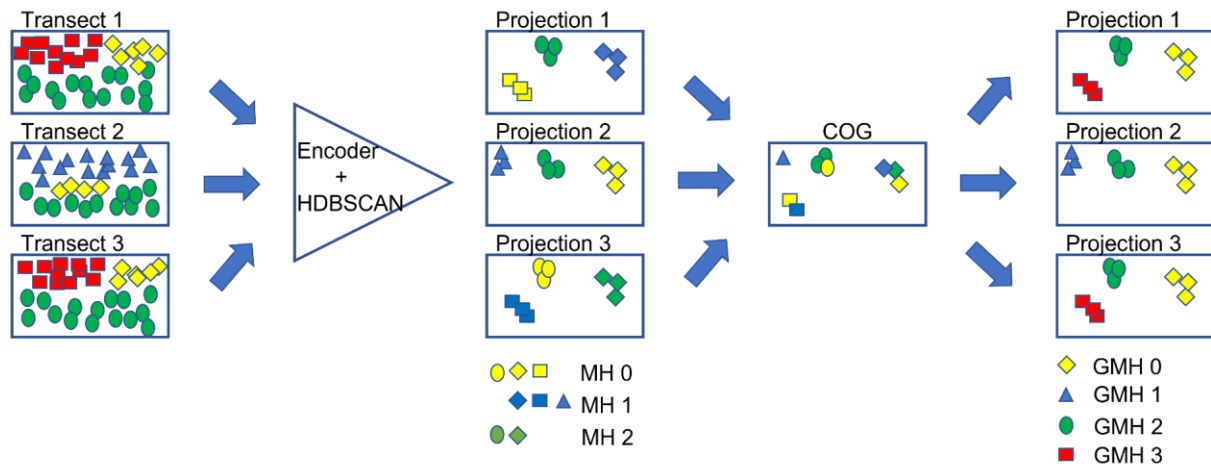 Transect 1
Transect 2
Transect 3
Encoder
+
HDBSCAN
Projection 1
Projection 2
Projection 3
MH 0
MH 1
MH 2
COG
Projection 1
Projection 2
Projection 3
GMH 0
GMH 1
GMH 2
GMH 3